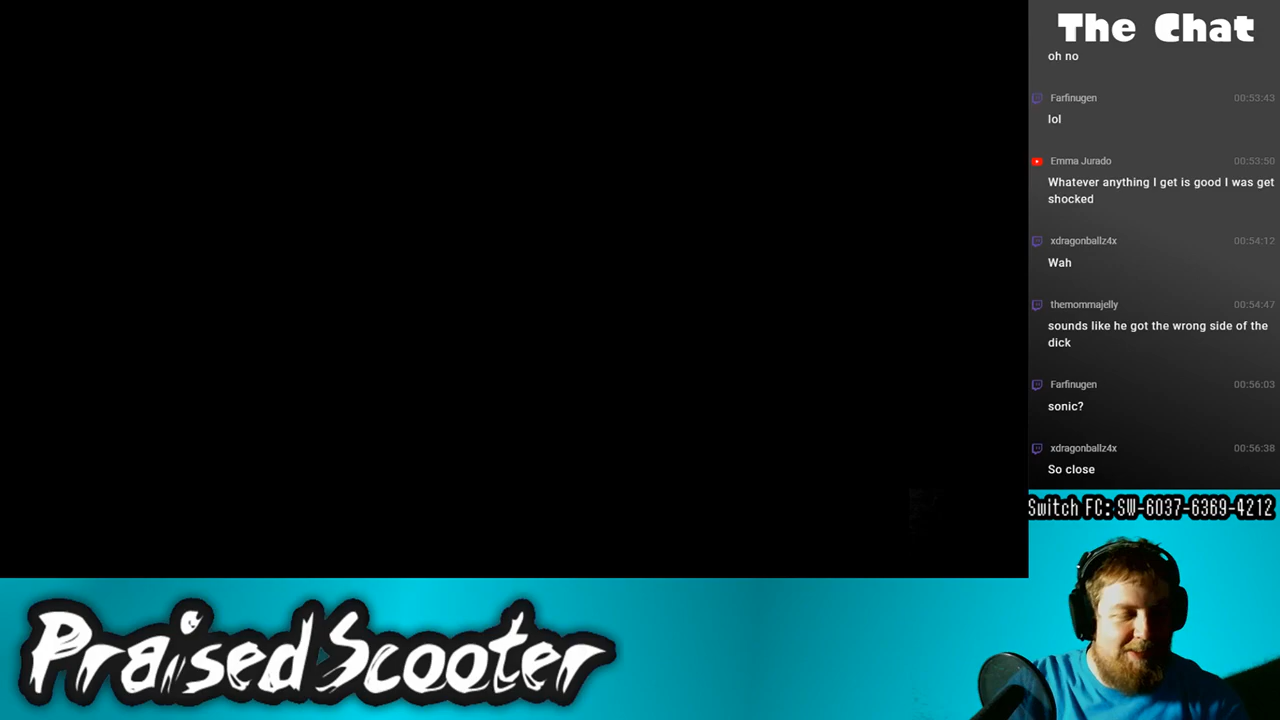 The Chat
oh no
Farfinugen 00:53:43
lol
Emma Jurado 00:53:50
Whatever anything I get is good I was get
shocked
xdragonballz4x 00:54:12
Wah
themommajelly 00:54:47
sounds like he got the wrong side of the
dick
Farfinugen 00:56:03
sonic?
xdragonballz4x 00:56:38
So close
Switch FC: SW-6037-6369-4212
PraisedScooter